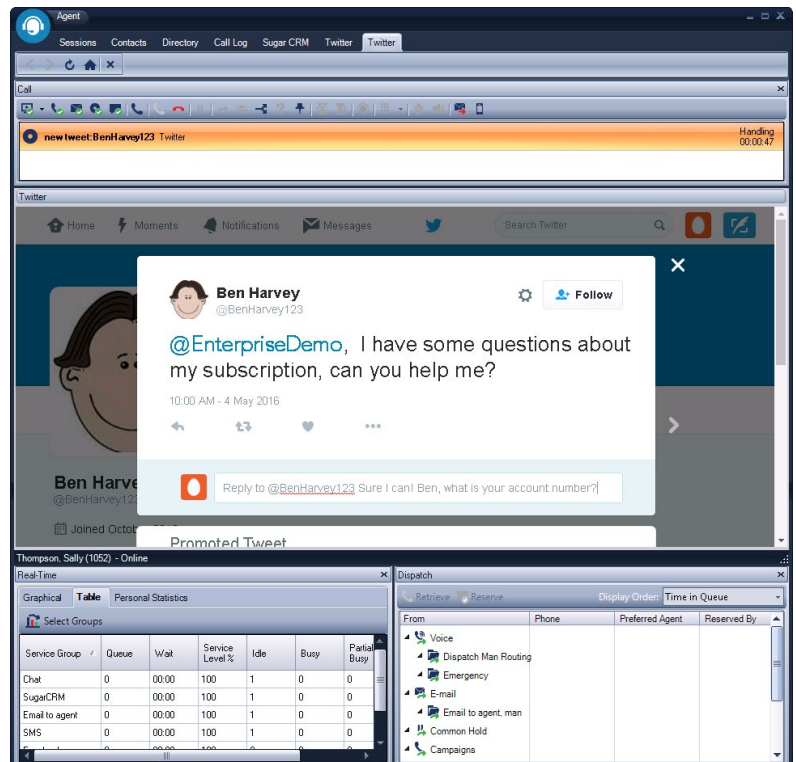 Agent
Sessions Contacts Directory Call Log Sugar CRM Twitter Twitter
Call
new tweet:BenHarvey123 Twitter
Handling
00:00:47
Twitter
Home Moments Notifications Messages Search Twitter
Ben Harvey
@BenHarvey123
Follow
@EnterpriseDemo, I have some questions about
my subscription, can you help me?
10:00 AM - 4 May 2016
Reply to @BenHarvey123 Sure I can! Ben, what is your account number?
Ben Harve
@BenHarvey12
Joined Octob
Promoted Tweet
Thompson, Sally (1052) - Online
Real-Time
Graphical Table Personal Statistics
Select Groups
Service Group Queue Wait Service Level % Idle Busy Partial Busy
Chat 0 00:00 100 1 0 0
SugarCRM 0 00:00 100 1 0 0
Email to agent 0 00:00 100 1 0 0
SMS 0 00:00 100 1 0 0
Dispatch
Retrieve Reserve Display Order: Time in Queue
From Phone Preferred Agent Reserved By
Voice
Dispatch Man Routing
Emergency
E-mail
Email to agent, man
Common Hold
Campaigns